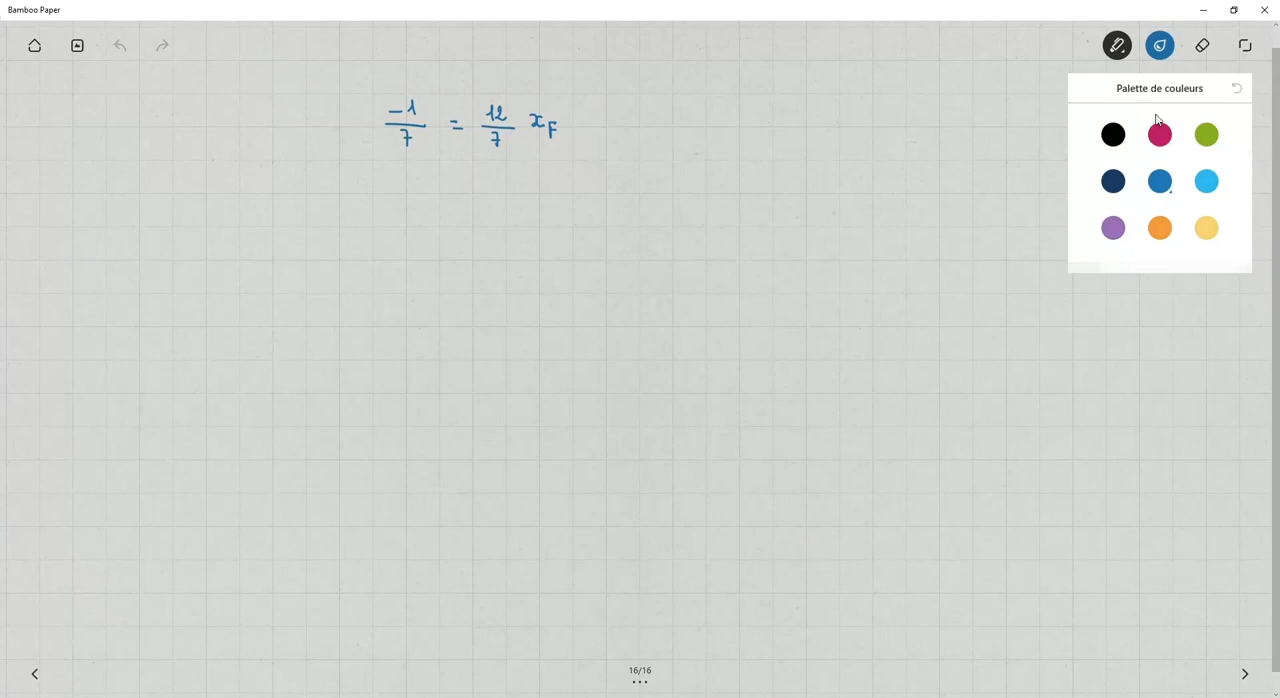 Bamboo Paper
Palette de couleurs
-1/7 = 12/7 x_F
16/16